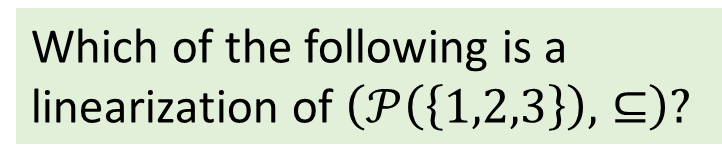 Which of the following is a
linearization of (𝒫({1,2,3}), ⊆)?